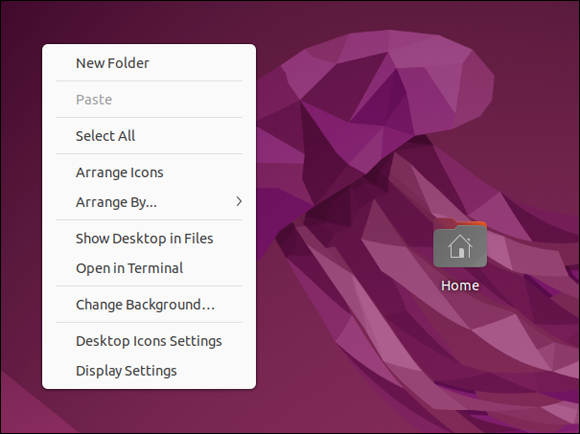 New Folder
Paste
Select All
Arrange Icons
Arrange By...
Show Desktop in Files
Open in Terminal
Change Background…
Desktop Icons Settings
Display Settings
Home